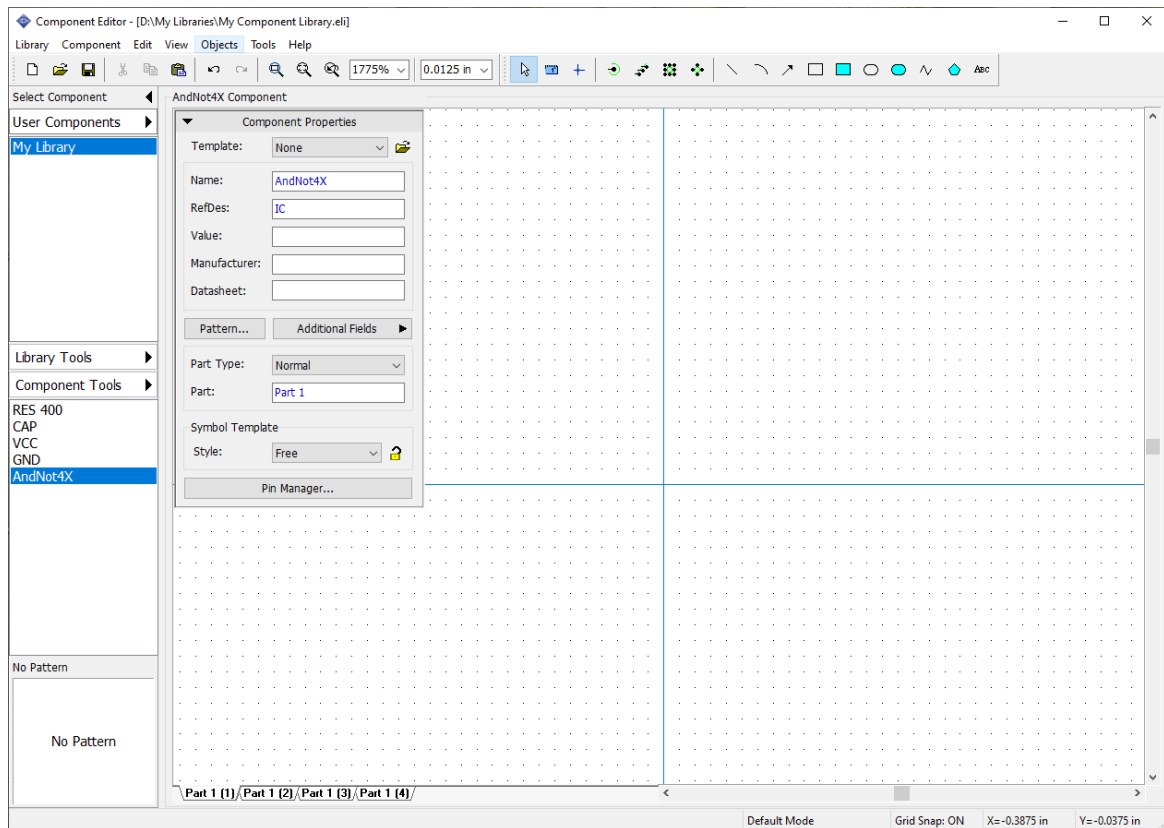 Component Editor - [D:\My Libraries\My Component Library.eli]
Library Component Edit View Objects Tools Help
1775% 0.0125 in ABC
Select Component
AndNot4X Component
User Components
My Library
Component Properties
Template: None
Name: AndNot4X
RefDes: IC
Value:
Manufacturer:
Datasheet:
Pattern... Additional Fields
Part Type: Normal
Part: Part 1
Symbol Template
Style: Free
Pin Manager...
Library Tools
Component Tools
RES 400
CAP
VCC
GND
AndNot4X
No Pattern
No Pattern
Part 1 (1) Part 1 (2) Part 1 (3) Part 1 (4)
Default Mode Grid Snap: ON X=-0.3875 in Y=-0.0375 in